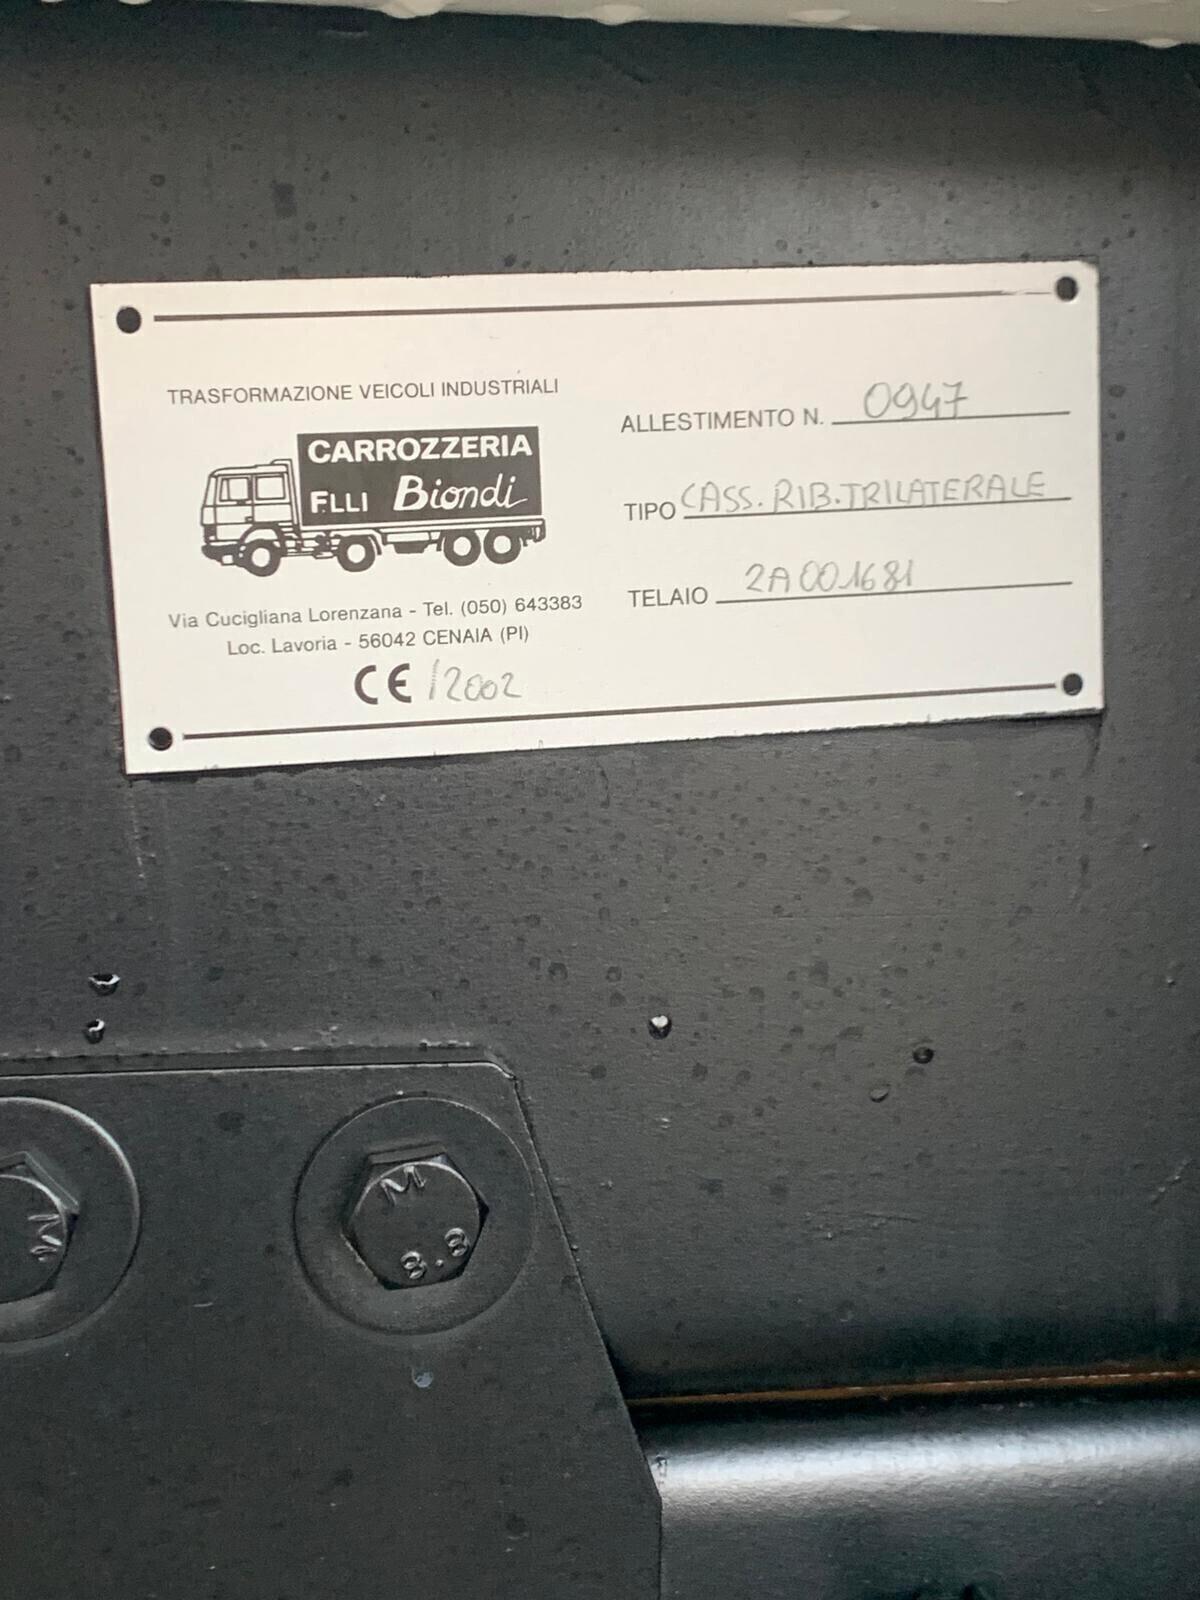 TRASFORMAZIONE VEICOLI INDUSTRIALI
CARROZZERIA
F.LLI Biondi
Via Cucigliana Lorenzana - Tel. (050) 643383
Loc. Lavoria - 56042 CENAIA (PI)
CE /2002
ALLESTIMENTO N. 0947
TIPO CASS. RIB. TRILATERALE
TELAIO 2A001681
M
M
8.8